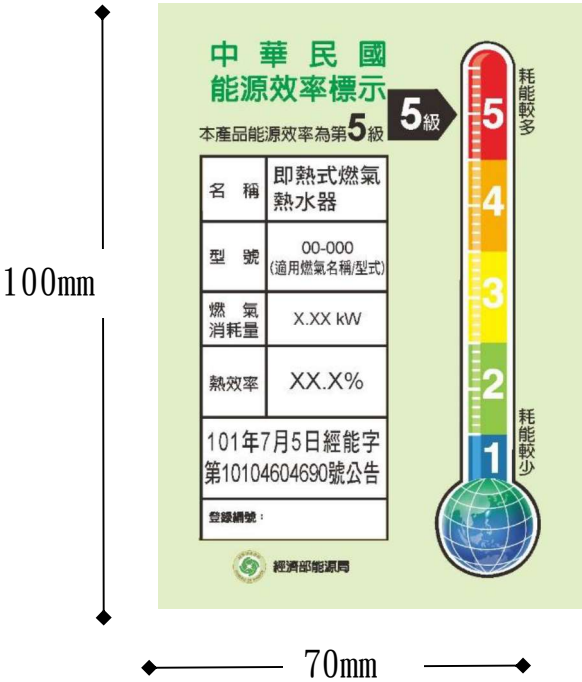 中華民國
能源效率標示
本產品能源效率為第5級
5級
名稱
即熱式燃氣
熱水器
型號
00-000
(適用燃氣名稱/型式)
燃氣
消耗量
X.XX kW
熱效率
XX.X%
101年7月5日經能字
第10104604690號公告
登錄編號：
經濟部能源局
耗能較多
5
4
3
2
1
耗能較少
100mm
70mm